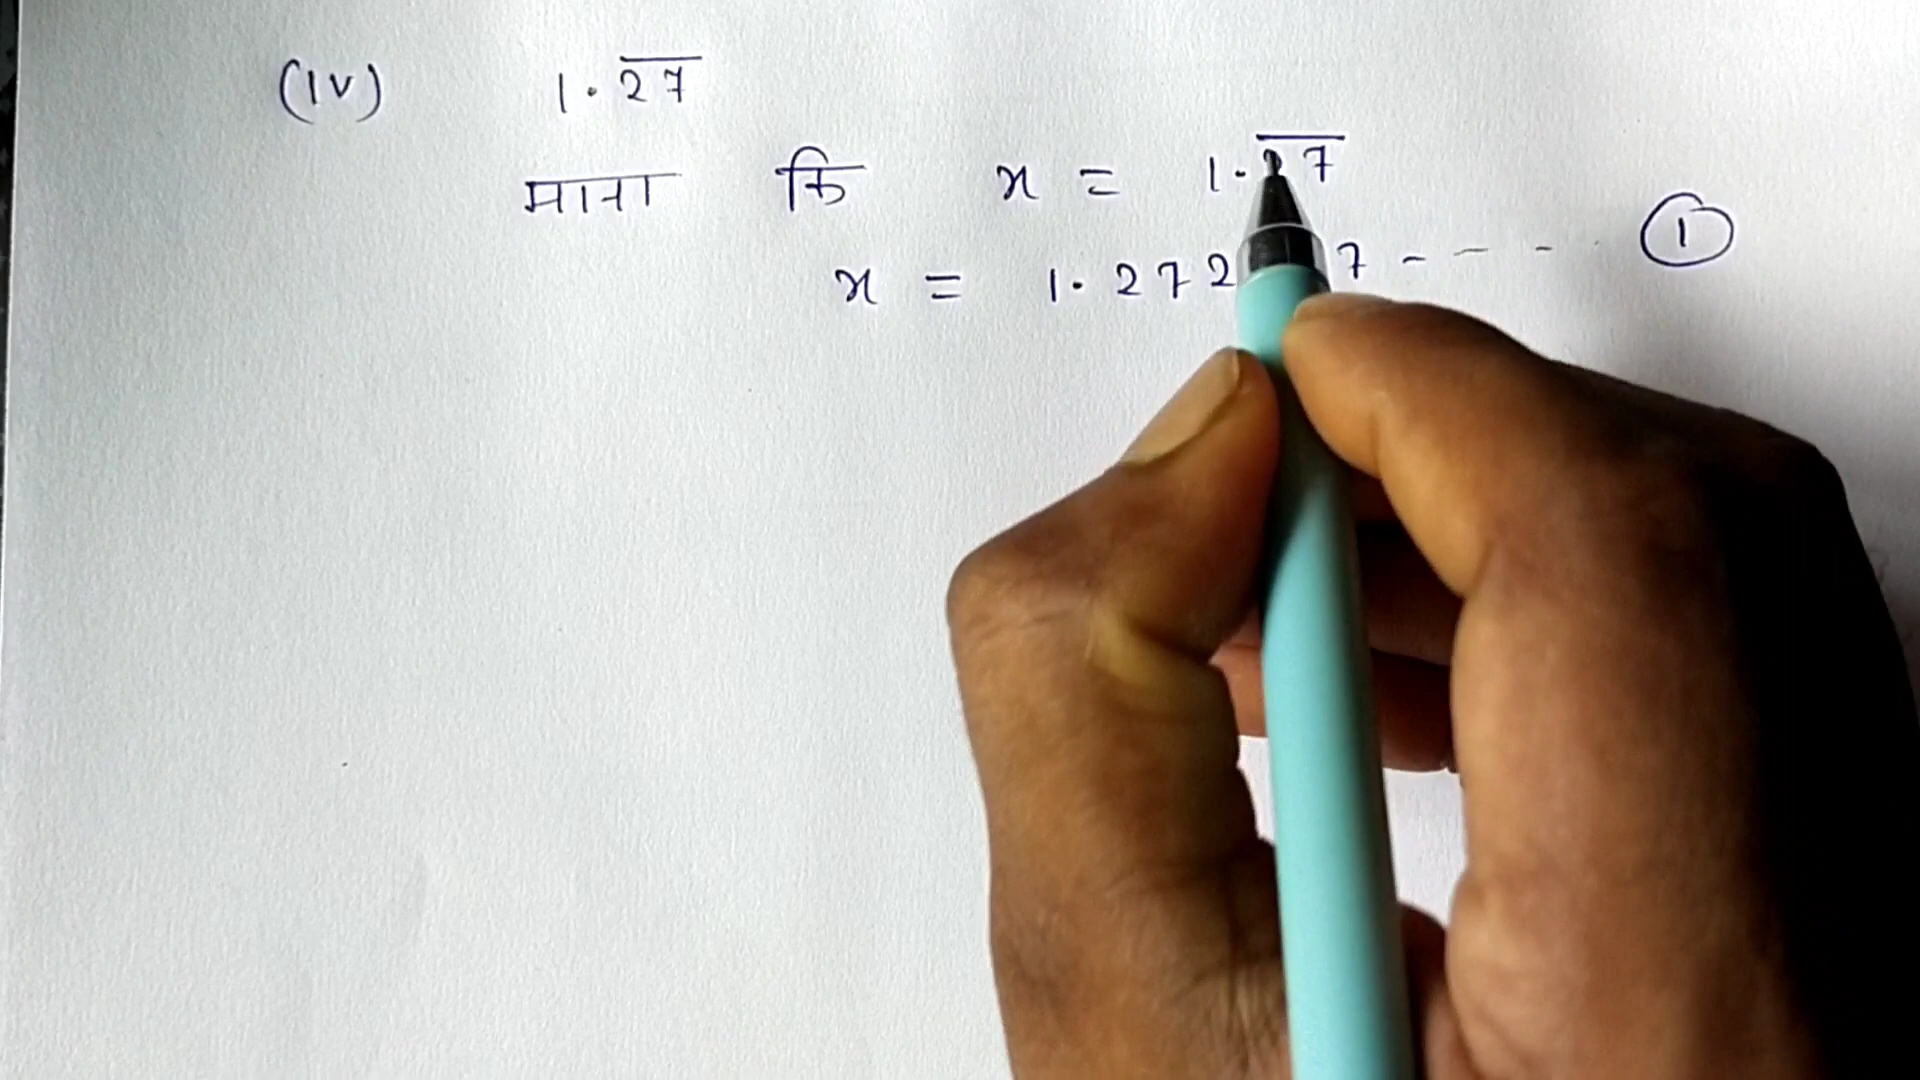 (iv) 1.2̅7̅
माना कि x = 1.2̅7̅
x = 1.272 7 - - - ①